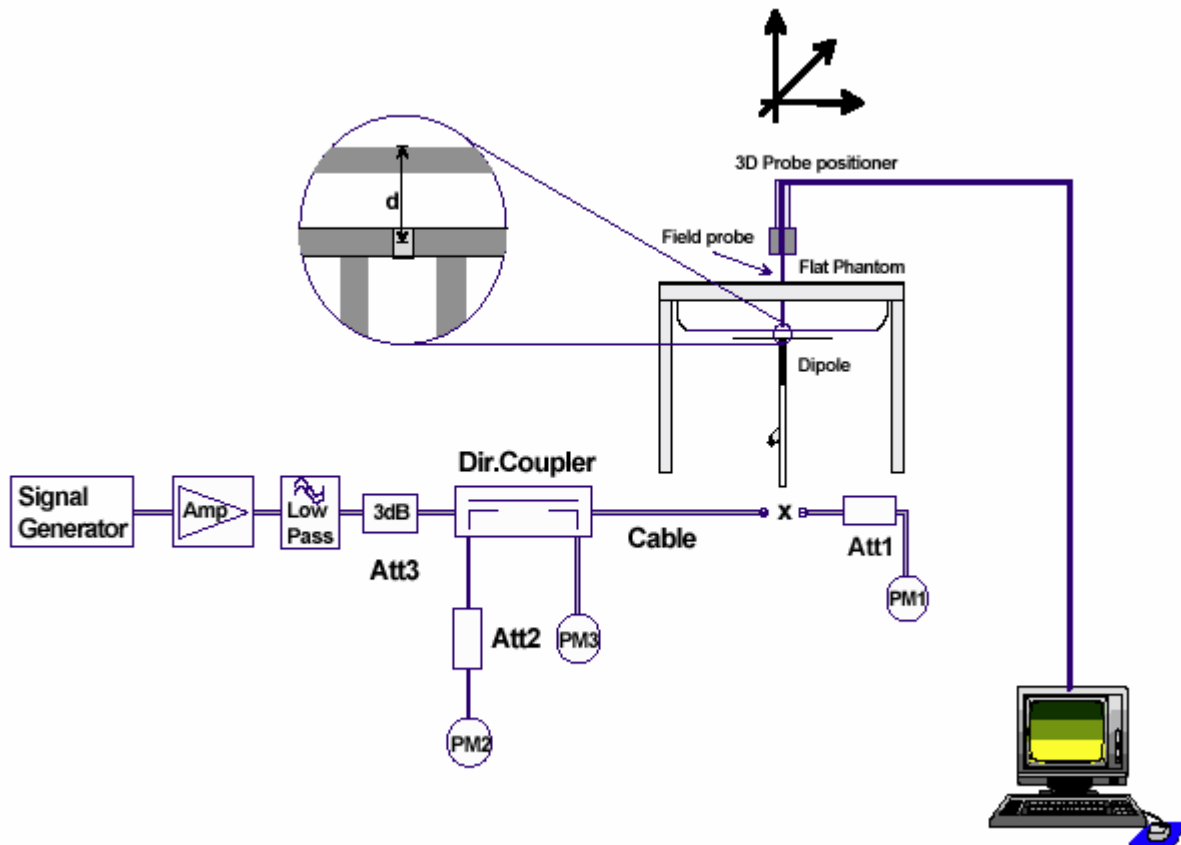 3D Probe positioner
d
Field probe
Flat Phantom
Dipole
Dir.Coupler
Signal
Generator
Amp
Low
Pass
3dB
Att3
Cable
x
Att1
PM1
Att2
PM3
PM2